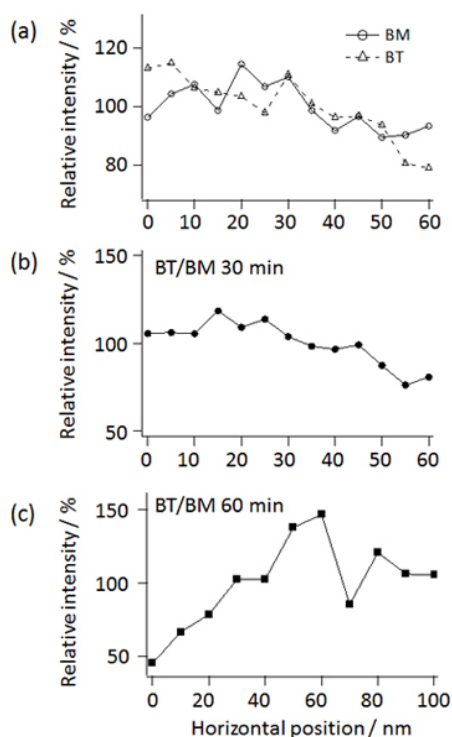 (a)
BM
BT
Relative intensity / %
120
100
80
0 10 20 30 40 50 60
(b)
BT/BM 30 min
Relative intensity / %
150
100
50
0 10 20 30 40 50 60
(c)
BT/BM 60 min
Relative intensity / %
150
100
50
0 20 40 60 80 100
Horizontal position / nm